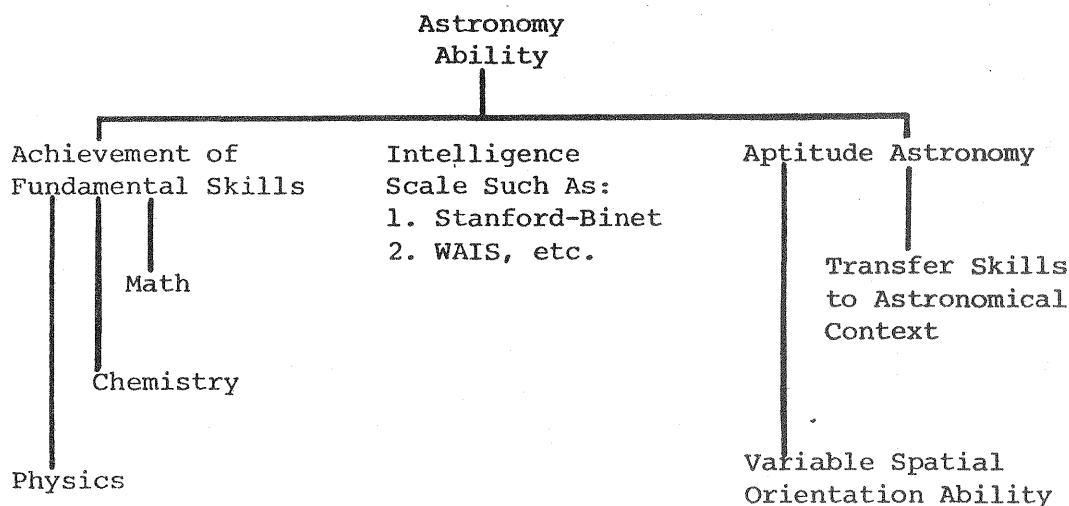 Astronomy
Ability
Achievement of
Fundamental Skills
Math
Chemistry
Physics
Intelligence
Scale Such As:
1. Stanford-Binet
2. WAIS, etc.
Aptitude Astronomy
Transfer Skills
to Astronomical
Context
Variable Spatial
Orientation Ability